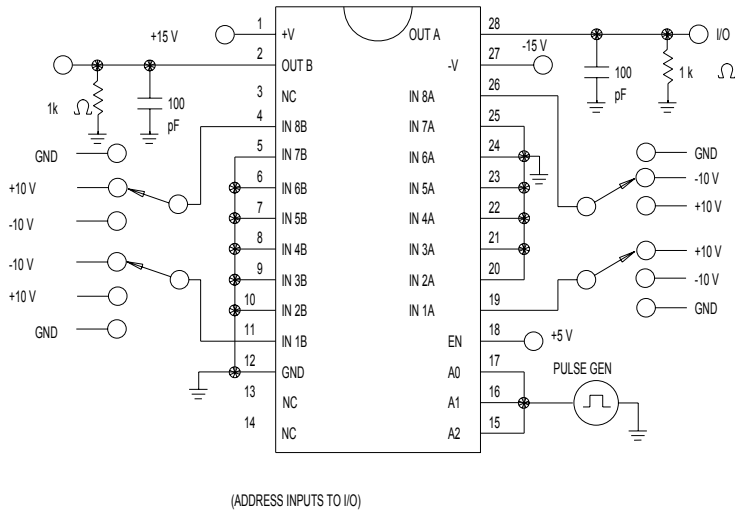 1 +V OUT A 28 I/O
+15 V 2 OUT B -V 27 -15 V
1k Ω 100 pF 3 NC IN 8A 26 100 pF 1 k Ω
4 IN 8B IN 7A 25
GND 5 IN 7B IN 6A 24 GND
+10 V 6 IN 6B IN 5A 23 -10 V
-10 V 7 IN 5B IN 4A 22 +10 V
-10 V 8 IN 4B IN 3A 21 +10 V
+10 V 9 IN 3B IN 2A 20 -10 V
GND 10 IN 2B IN 1A 19 GND
11 IN 1B EN 18 +5 V
12 GND A0 17 PULSE GEN
13 NC A1 16
14 NC A2 15
(ADDRESS INPUTS TO I/O)